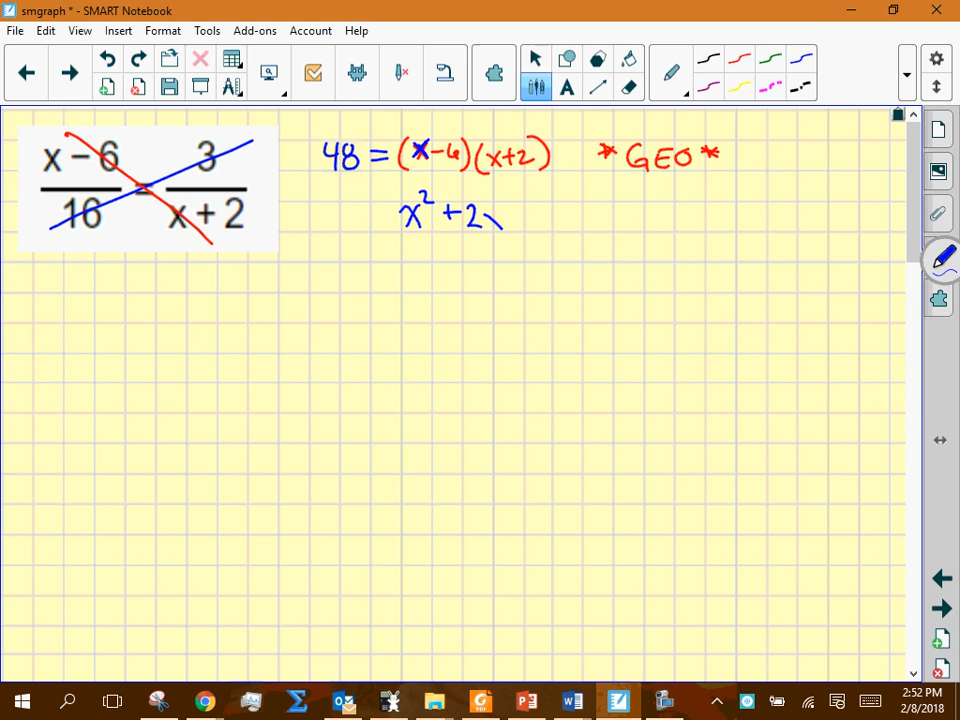 smgraph * - SMART Notebook
File Edit View Insert Format Tools Add-ons Account Help
x − 6 3
— = —
16 x + 2
48 = (x-6)(x+2) *GEO*
x² + 2
2:52 PM
2/8/2018